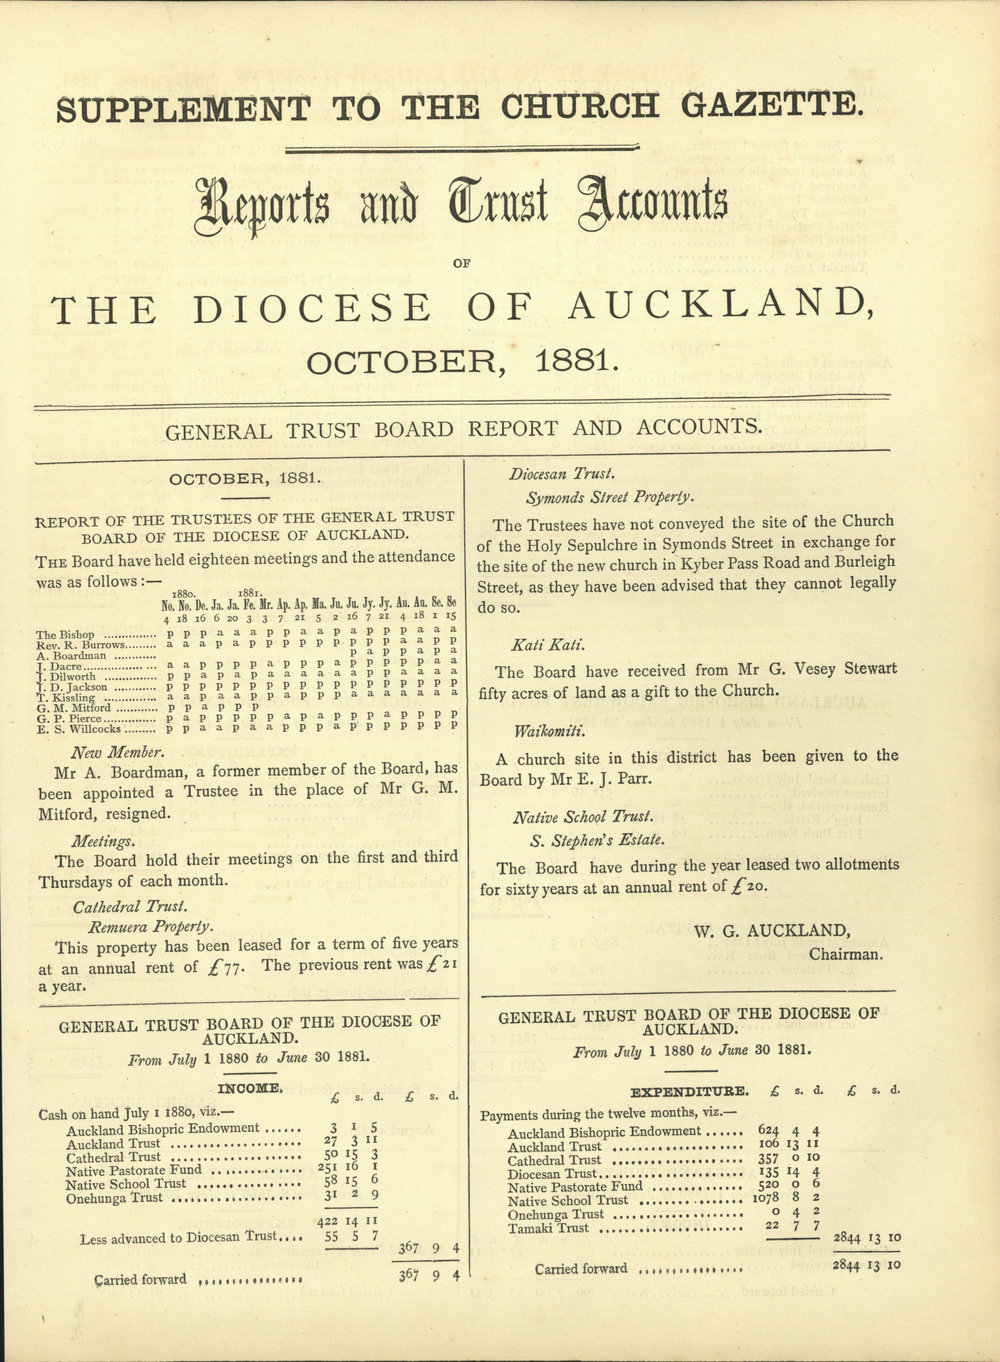 SUPPLEMENT TO THE CHURCH GAZETTE.
Reports and Trust Accounts
OF
THE DIOCESE OF AUCKLAND,
OCTOBER, 1881.
GENERAL TRUST BOARD REPORT AND ACCOUNTS.
OCTOBER, 1881.
REPORT OF THE TRUSTEES OF THE GENERAL TRUST
BOARD OF THE DIOCESE OF AUCKLAND.
THE Board have held eighteen meetings and the attendance
was as follows:—
1880. 1881.
No. No. De. Ja. Ja. Fe. Mr. Ap. Ap. Ma. Ju. Ju. Jy. Jy. Au. Au. Se. Se
4 18 16 6 20 3 3 7 21 5 2 16 7 21 4 18 1 15
The Bishop ............... p p p a a a p p a a p a p p p a a a
Rev. R. Burrows......... a a a p a p p p p p p p p p a a p p
A. Boardman ............ p a p p a a
J. Dacre.................. ... a a p p p p a p p p a p p p p p a a
J. Dilworth ...............
J. D. Jackson ............
T. Kissling ...............
G. M. Mitford ............ p p a p p p
G. P. Pierce...............
E. S. Willcocks .........
New Member.
Mr A. Boardman, a former member of the Board, has
been appointed a Trustee in the place of Mr G. M.
Mitford, resigned.
Meetings.
The Board hold their meetings on the first and third
Thursdays of each month.
Cathedral Trust.
Remuera Property.
This property has been leased for a term of five years
at an annual rent of £77. The previous rent was £21
a year.
GENERAL TRUST BOARD OF THE DIOCESE OF
AUCKLAND.
From July 1 1880 to June 30 1881.
INCOME.
£ s. d. £ s. d.
Cash on hand July 1 1880, viz.—
Auckland Bishopric Endowment ...... 3 1 5
Auckland Trust .................... 27 3 11
Cathedral Trust .................... 50 15 3
Native Pastorate Fund .............. 251 16 1
Native School Trust ................ 58 15 6
Onehunga Trust .................... 31 2 9
422 14 11
Less advanced to Diocesan Trust.... 55 5 7
367 9 4
Carried forward ................ 367 9 4
Diocesan Trust.
Symonds Street Property.
The Trustees have not conveyed the site of the Church
of the Holy Sepulchre in Symonds Street in exchange for
the site of the new church in Kyber Pass Road and Burleigh
Street, as they have been advised that they cannot legally
do so.
Kati Kati.
The Board have received from Mr G. Vesey Stewart
fifty acres of land as a gift to the Church.
Waikomiti.
A church site in this district has been given to the
Board by Mr E. J. Parr.
Native School Trust.
S. Stephen's Estate.
The Board have during the year leased two allotments
for sixty years at an annual rent of £20.
W. G. AUCKLAND,
Chairman.
GENERAL TRUST BOARD OF THE DIOCESE OF
AUCKLAND.
From July 1 1880 to June 30 1881.
EXPENDITURE. £ s. d. £ s. d.
Payments during the twelve months, viz.—
Auckland Bishopric Endowment ...... 624 4 4
Auckland Trust .................... 106 13 11
Cathedral Trust .................... 357 0 10
Diocesan Trust...................... 135 14 4
Native Pastorate Fund .............. 520 0 6
Native School Trust ................ 1078 8 2
Onehunga Trust .................... 0 4 2
Tamaki Trust ...................... 22 7 7
2844 13 10
Carried forward ................ 2844 13 10